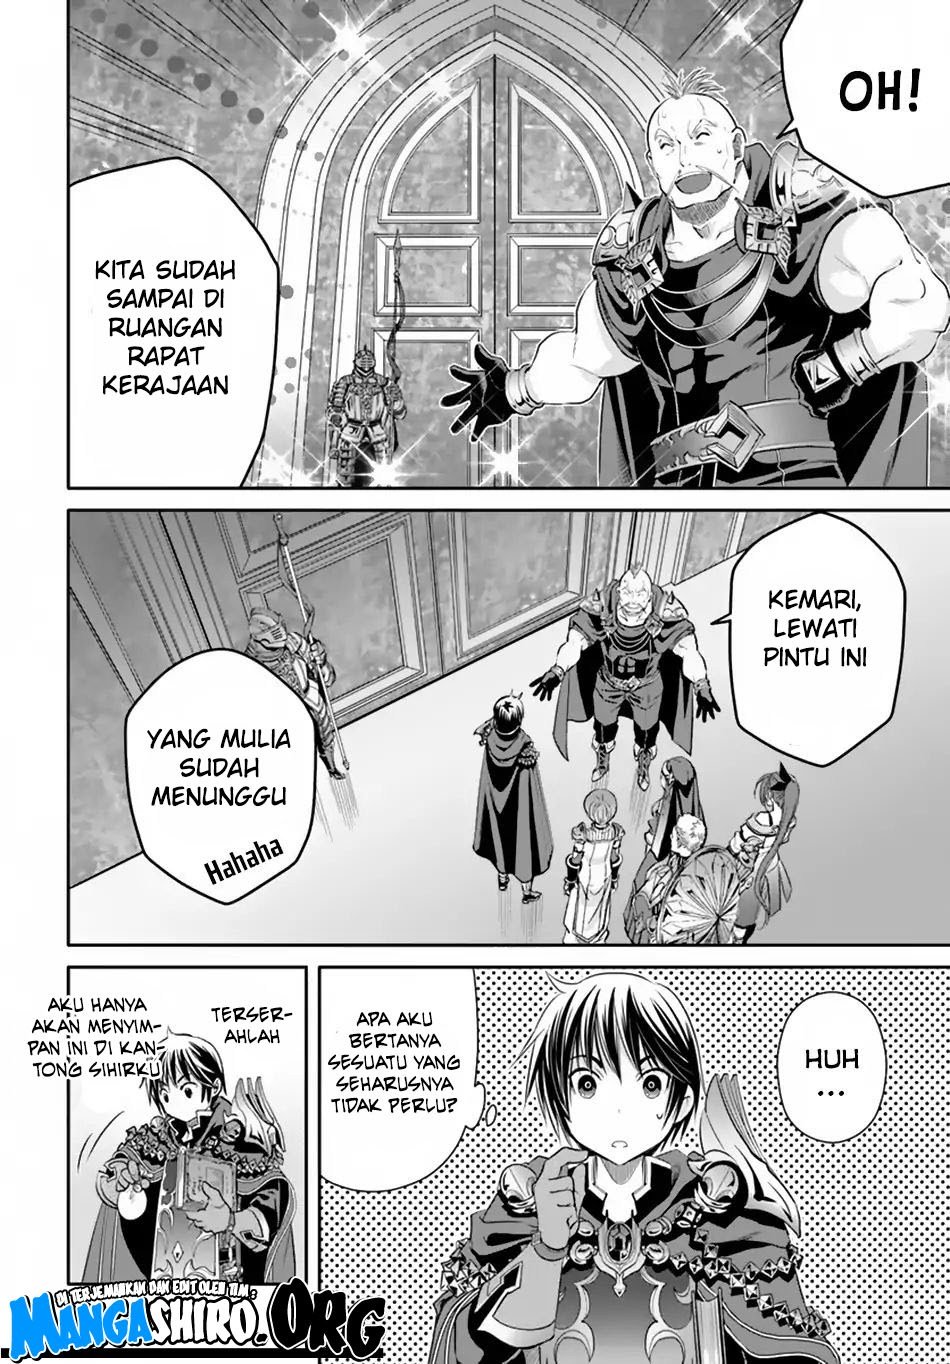 OH!
KITA SUDAH
SAMPAI DI
RUANGAN
RAPAT
KERAJAAN
KEMARI,
LEWATI
PINTU INI
YANG MULIA
SUDAH
MENUNGGU
Hahaha
HUH
...
APA AKU
BERTANYA
SESUATU YANG
SEHARUSNYA
TIDAK PERLU?
TERSER-
AHLAH
AKU HANYA
AKAN MENYIM-
PAN INI DI KAN-
TONG SIHIRKU
DI TERJEMAHKAN DAN EDIT OLEH TIM :
MANGASHIRO.ORG